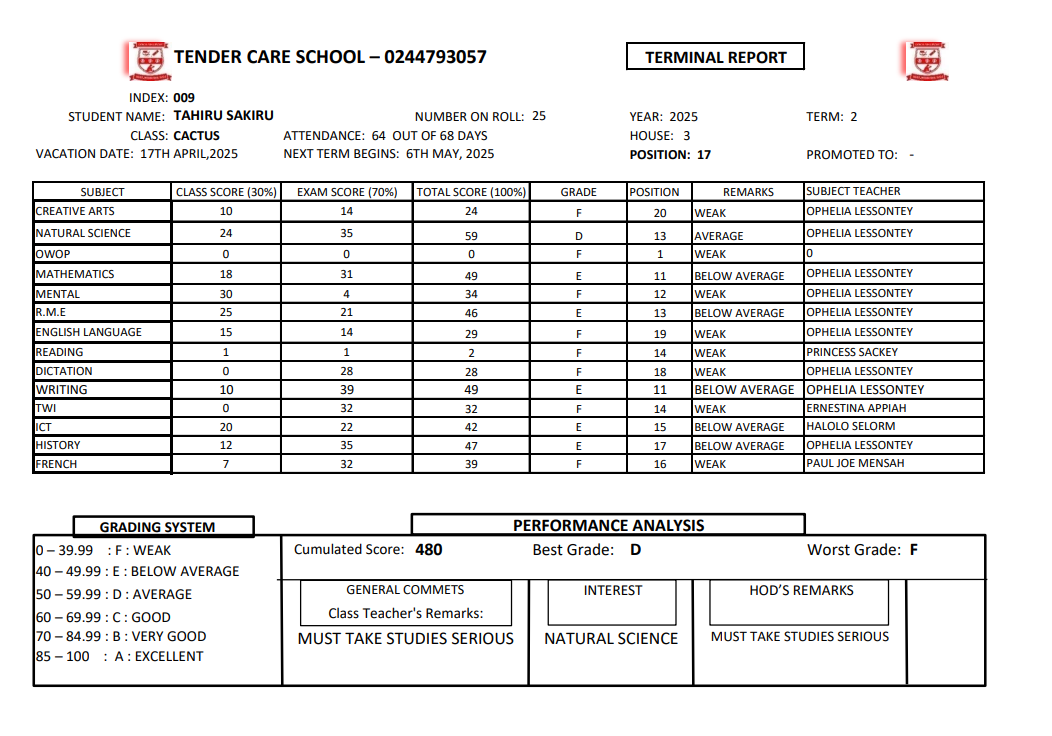 TENDER CARE SCHOOL – 0244793057 TERMINAL REPORT
INDEX: 009
STUDENT NAME: TAHIRU SAKIRU NUMBER ON ROLL: 25 YEAR: 2025 TERM: 2
CLASS: CACTUS ATTENDANCE: 64 OUT OF 68 DAYS HOUSE: 3
VACATION DATE: 17TH APRIL,2025 NEXT TERM BEGINS: 6TH MAY, 2025 POSITION: 17 PROMOTED TO: -
SUBJECT CLASS SCORE (30%) EXAM SCORE (70%) TOTAL SCORE (100%) GRADE POSITION REMARKS SUBJECT TEACHER
CREATIVE ARTS 10 14 24 F 20 WEAK OPHELIA LESSONTEY
NATURAL SCIENCE 24 35 59 D 13 AVERAGE OPHELIA LESSONTEY
OWOP 0 0 0 F 1 WEAK 0
MATHEMATICS 18 31 49 E 11 BELOW AVERAGE OPHELIA LESSONTEY
MENTAL 30 4 34 F 12 WEAK OPHELIA LESSONTEY
R.M.E 25 21 46 E 13 BELOW AVERAGE OPHELIA LESSONTEY
ENGLISH LANGUAGE 15 14 29 F 19 WEAK OPHELIA LESSONTEY
READING 1 1 2 F 14 WEAK PRINCESS SACKEY
DICTATION 0 28 28 F 18 WEAK OPHELIA LESSONTEY
WRITING 10 39 49 E 11 BELOW AVERAGE OPHELIA LESSONTEY
TWI 0 32 32 F 14 WEAK ERNESTINA APPIAH
ICT 20 22 42 E 15 BELOW AVERAGE HALOLO SELORM
HISTORY 12 35 47 E 17 BELOW AVERAGE OPHELIA LESSONTEY
FRENCH 7 32 39 F 16 WEAK PAUL JOE MENSAH
GRADING SYSTEM PERFORMANCE ANALYSIS
0 – 39.99 : F : WEAK
40 – 49.99 : E : BELOW AVERAGE
50 – 59.99 : D : AVERAGE
60 – 69.99 : C : GOOD
70 – 84.99 : B : VERY GOOD
85 – 100 : A : EXCELLENT
Cumulated Score: 480 Best Grade: D Worst Grade: F
GENERAL COMMETS
Class Teacher's Remarks:
MUST TAKE STUDIES SERIOUS
INTEREST
NATURAL SCIENCE
HOD’S REMARKS
MUST TAKE STUDIES SERIOUS